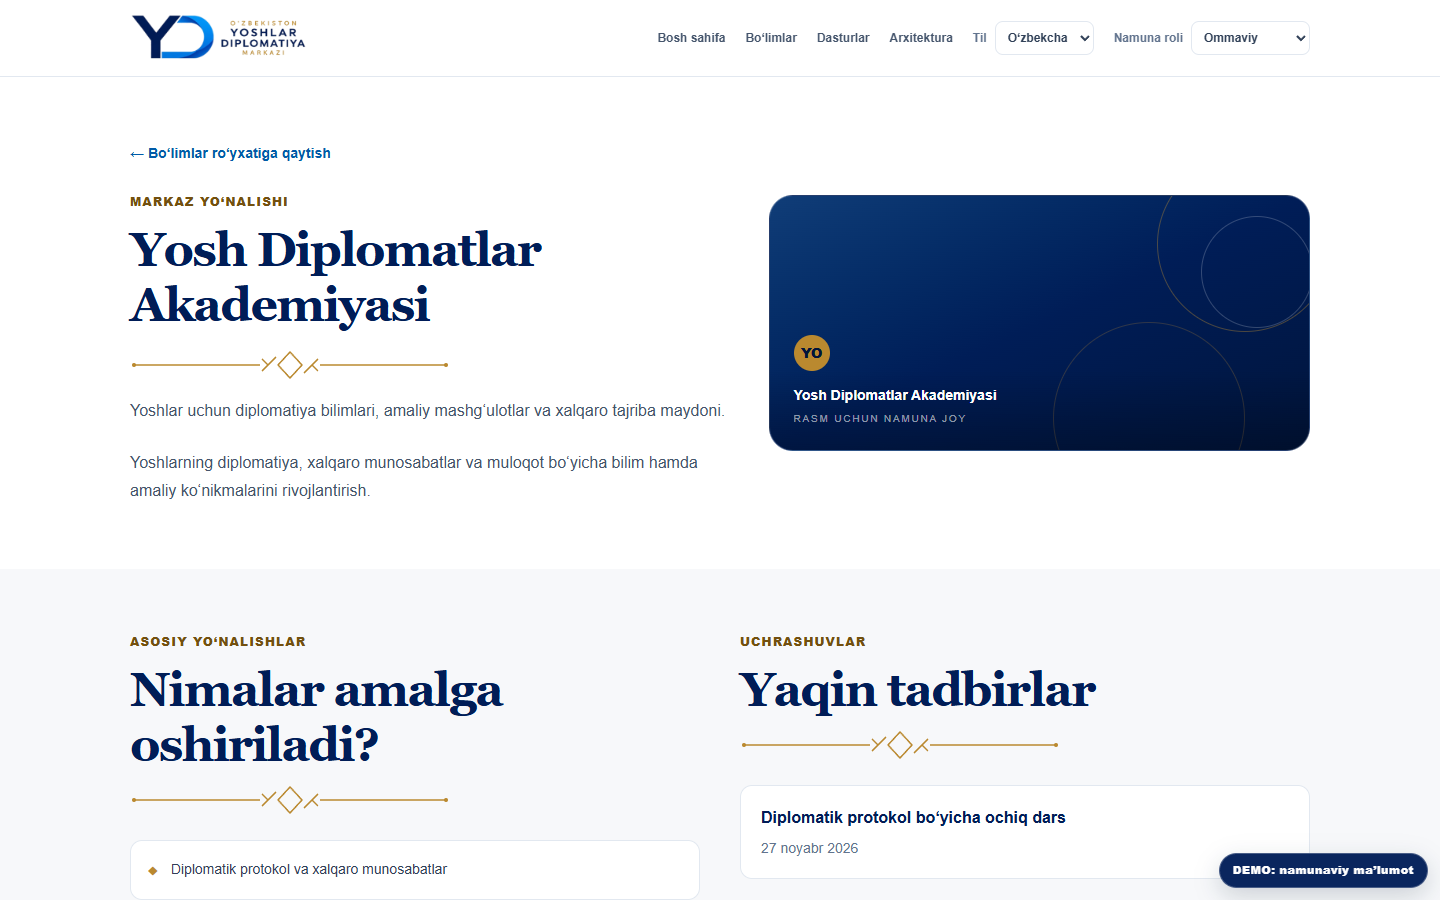 YD
O'ZBEKISTON
YOSHLAR
DIPLOMATIYA
MARKAZI
Bosh sahifa
Bo‘limlar
Dasturlar
Arxitektura
Til
O‘zbekcha
Namuna roli
Ommaviy
← Bo‘limlar ro‘yxatiga qaytish
MARKAZ YO‘NALISHI
Yosh Diplomatlar
Akademiyasi
Yoshlar uchun diplomatiya bilimlari, amaliy mashg‘ulotlar va xalqaro tajriba maydoni.
Yoshlarning diplomatiya, xalqaro munosabatlar va muloqot bo‘yicha bilim hamda
amaliy ko‘nikmalarini rivojlantirish.
YO
Yosh Diplomatlar Akademiyasi
RASM UCHUN NAMUNA JOY
ASOSIY YO‘NALISHLAR
Nimalar amalga
oshiriladi?
Diplomatik protokol va xalqaro munosabatlar
UCHRASHUVLAR
Yaqin tadbirlar
Diplomatik protokol bo‘yicha ochiq dars
27 noyabr 2026
DEMO: namunaviy ma’lumot